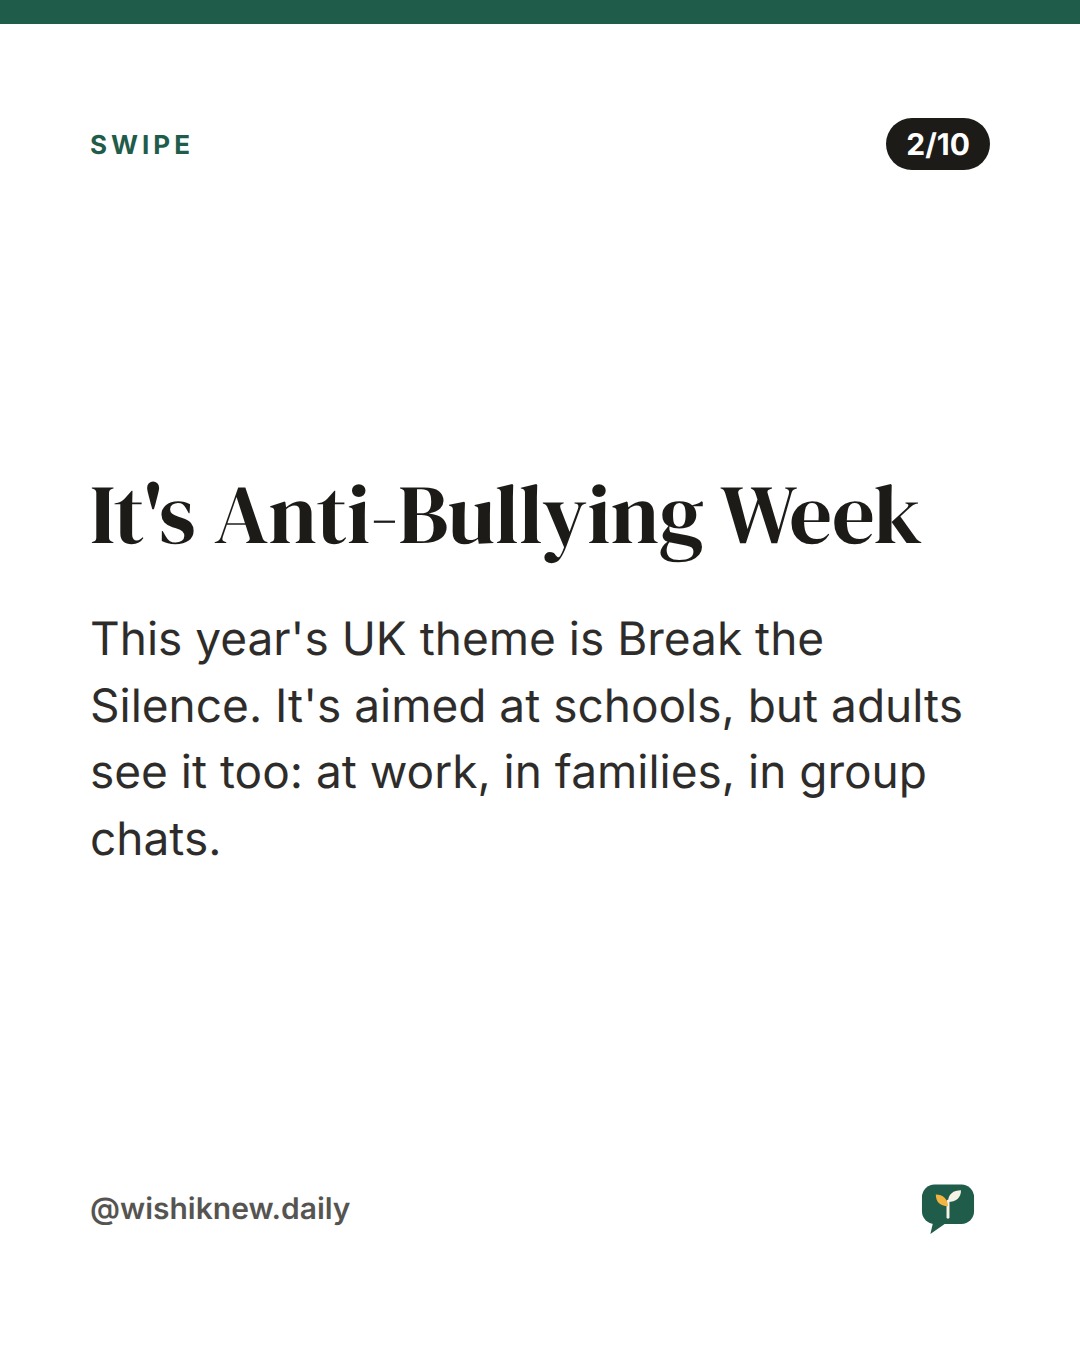 SWIPE
2/10
It's Anti-Bullying Week
This year's UK theme is Break the
Silence. It's aimed at schools, but adults
see it too: at work, in families, in group
chats.
@wishiknew.daily